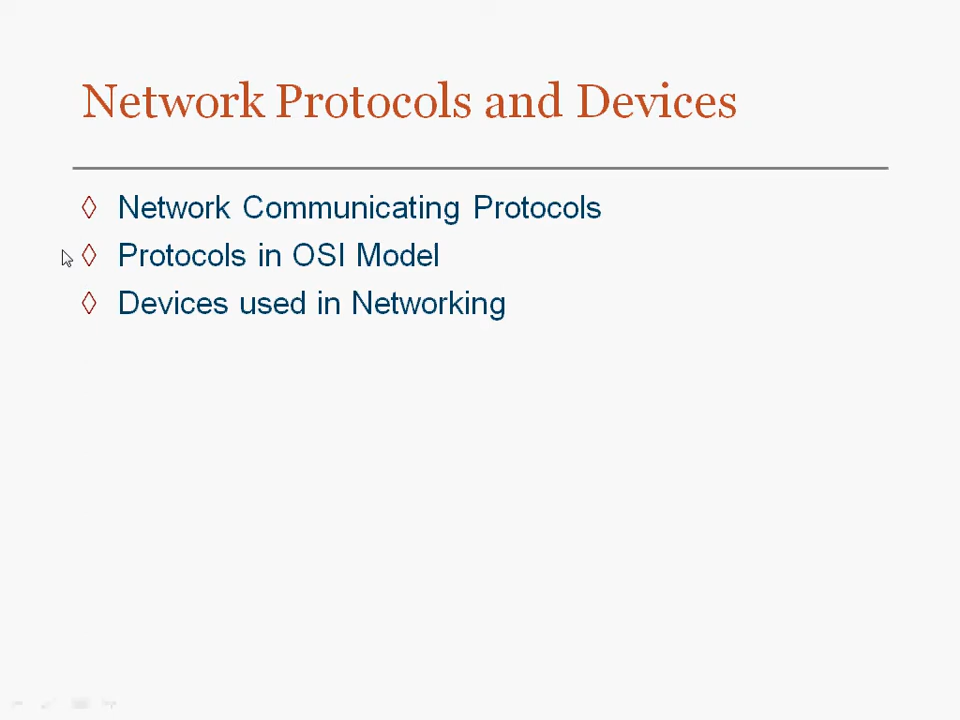 Network Protocols and Devices
Network Communicating Protocols
Protocols in OSI Model
Devices used in Networking